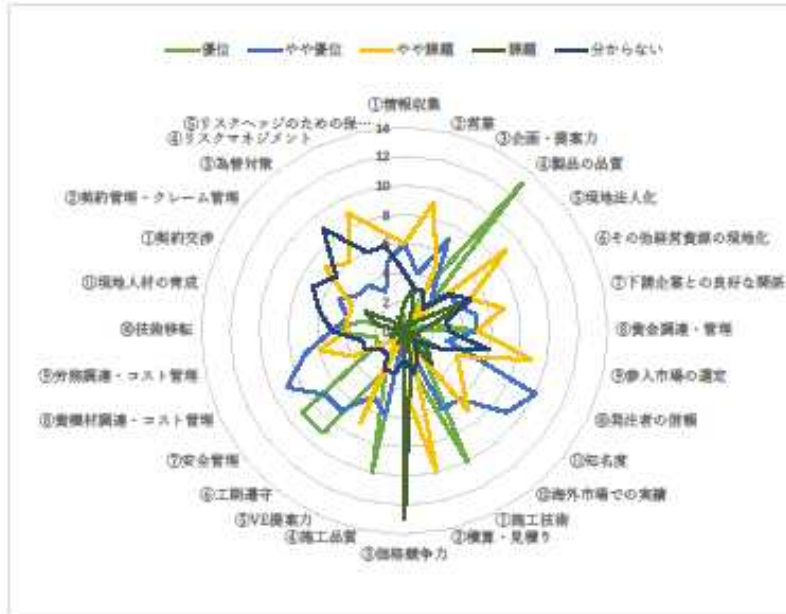 優位 やや優位 やや課題 課題 分からない
①情報収集
②営業
③企画・提案力
④製品の品質
⑤現地法人化
⑥その他経営資源の現地化
⑦下請企業との良好な関係
⑧資金調達・管理
⑨参入市場の選定
⑩発注者の信頼
⑪知名度
⑫海外市場での実績
①施工技術
②積算・見積り
③価格競争力
④施工品質
⑤VE提案力
⑥工期遵守
⑦安全管理
⑧資機材調達・コスト管理
⑨労務調達・コスト管理
⑩技術移転
⑪現地人材の育成
①契約交渉
②契約管理・クレーム管理
③為替対策
④リスクマネジメント
⑤リスクヘッジのための保…
14
12
10
8
6
4
2